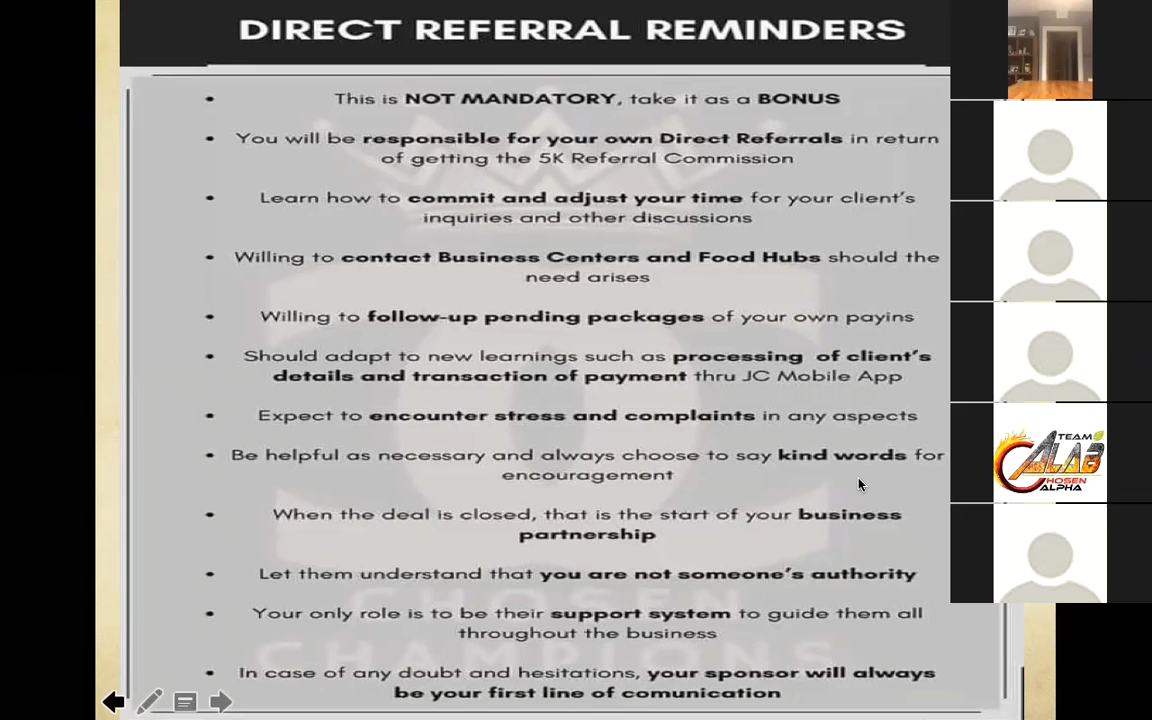 DIRECT REFERRAL REMINDERS
• This is NOT MANDATORY, take it as a BONUS
• You will be responsible for your own Direct Referrals in return
of getting the 5K Referral Commission
• Learn how to commit and adjust your time for your client's
inquiries and other discussions
• Willing to contact Business Centers and Food Hubs should the
need arises
• Willing to follow-up pending packages of your own payins
• Should adapt to new learnings such as processing of client's
details and transaction of payment thru JC Mobile App
• Expect to encounter stress and complaints in any aspects
• Be helpful as necessary and always choose to say kind words for
encouragement
• When the deal is closed, that is the start of your business
partnership
• Let them understand that you are not someone's authority
• Your only role is to be their support system to guide them all
throughout the business
• In case of any doubt and hesitations, your sponsor will always
be your first line of comunication
CHOSEN
CHAMPIONS
TEAM
CALAB
CHOSEN
ALPHA